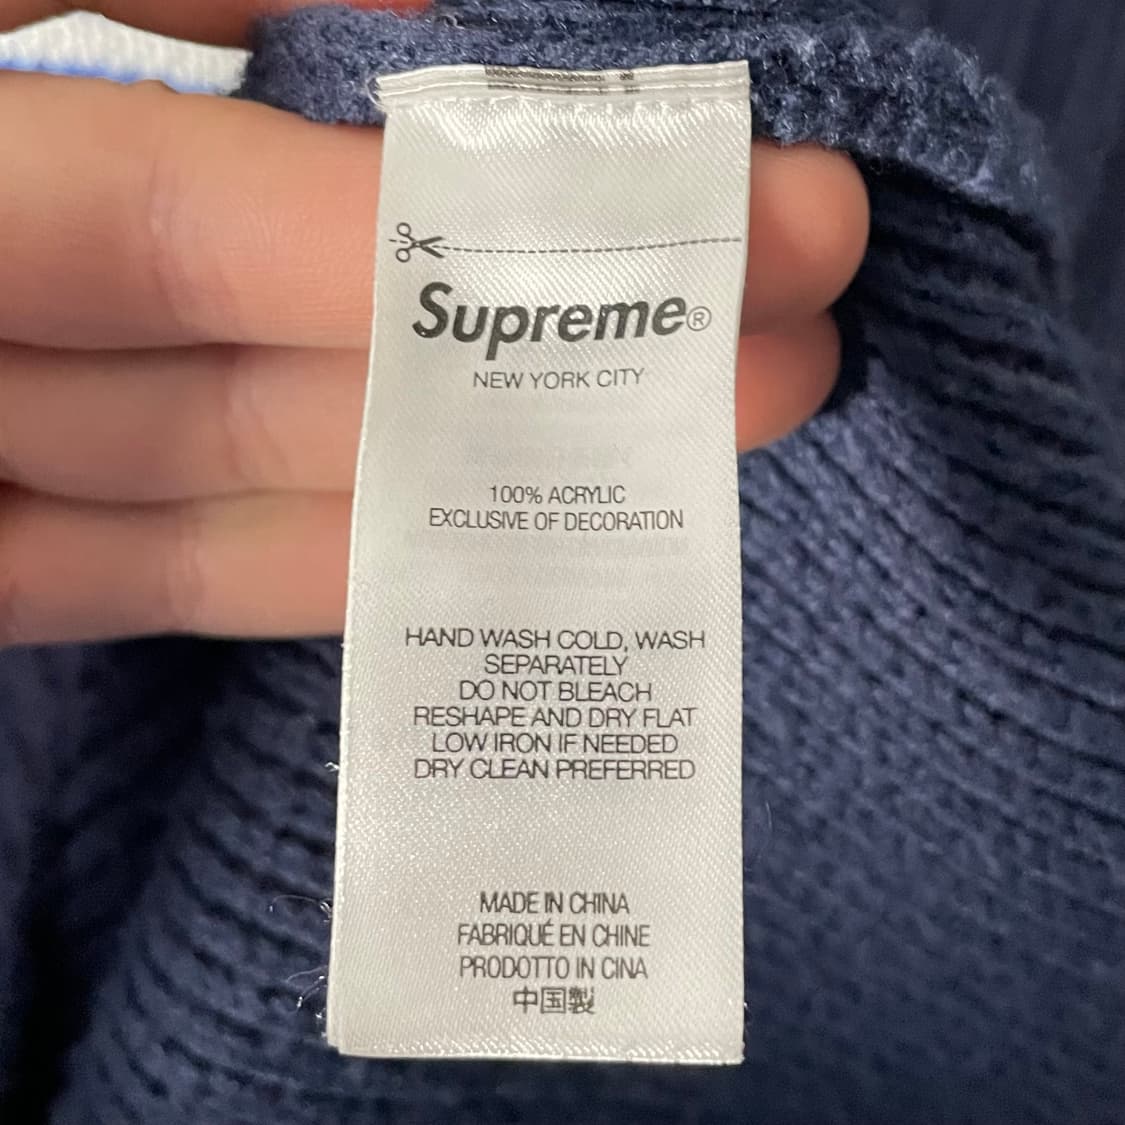 Supreme®
NEW YORK CITY
100% ACRYLIC
EXCLUSIVE OF DECORATION
HAND WASH COLD, WASH
SEPARATELY
DO NOT BLEACH
RESHAPE AND DRY FLAT
LOW IRON IF NEEDED
DRY CLEAN PREFERRED
MADE IN CHINA
FABRIQUÉ EN CHINE
PRODOTTO IN CINA
中国製